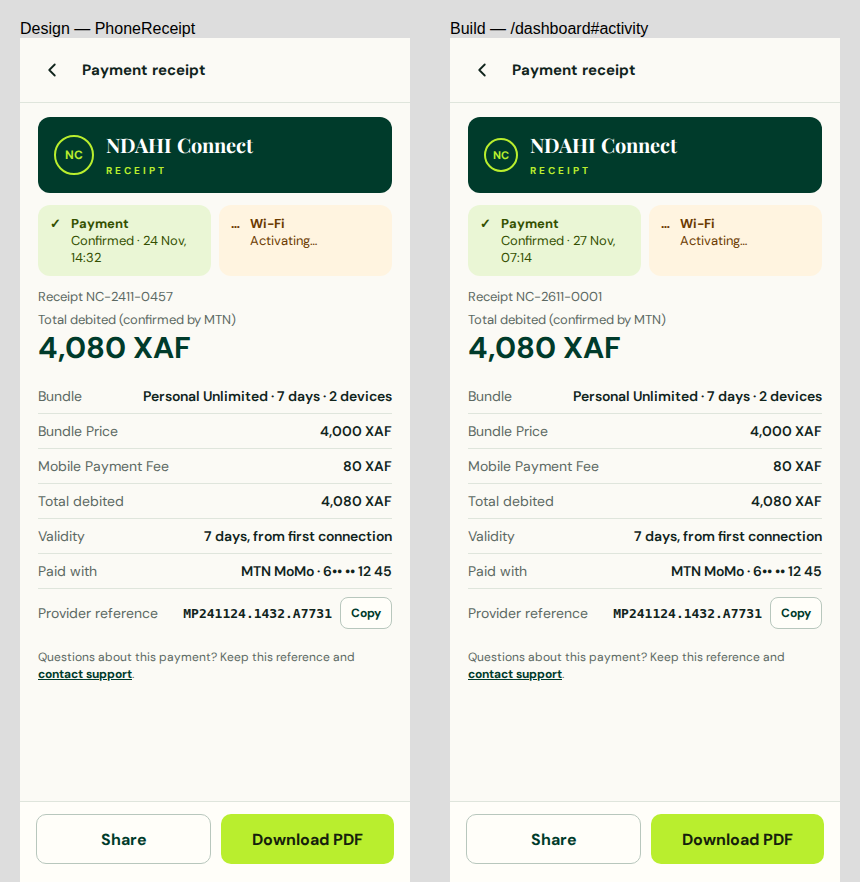 Design — PhoneReceipt
Payment receipt
NC
NDAHI Connect
RECEIPT
✓ Payment
Confirmed · 24 Nov,
14:32
… Wi-Fi
Activating…
Receipt NC-2411-0457
Total debited (confirmed by MTN)
4,080 XAF
Bundle Personal Unlimited · 7 days · 2 devices
Bundle Price 4,000 XAF
Mobile Payment Fee 80 XAF
Total debited 4,080 XAF
Validity 7 days, from first connection
Paid with MTN MoMo · 6•• •• 12 45
Provider reference MP241124.1432.A7731 Copy
Questions about this payment? Keep this reference and
contact support.
Share Download PDF
Build — /dashboard#activity
Payment receipt
NC
NDAHI Connect
RECEIPT
✓ Payment
Confirmed · 27 Nov,
07:14
… Wi-Fi
Activating…
Receipt NC-2611-0001
Total debited (confirmed by MTN)
4,080 XAF
Bundle Personal Unlimited · 7 days · 2 devices
Bundle Price 4,000 XAF
Mobile Payment Fee 80 XAF
Total debited 4,080 XAF
Validity 7 days, from first connection
Paid with MTN MoMo · 6•• •• 12 45
Provider reference MP241124.1432.A7731 Copy
Questions about this payment? Keep this reference and
contact support.
Share Download PDF